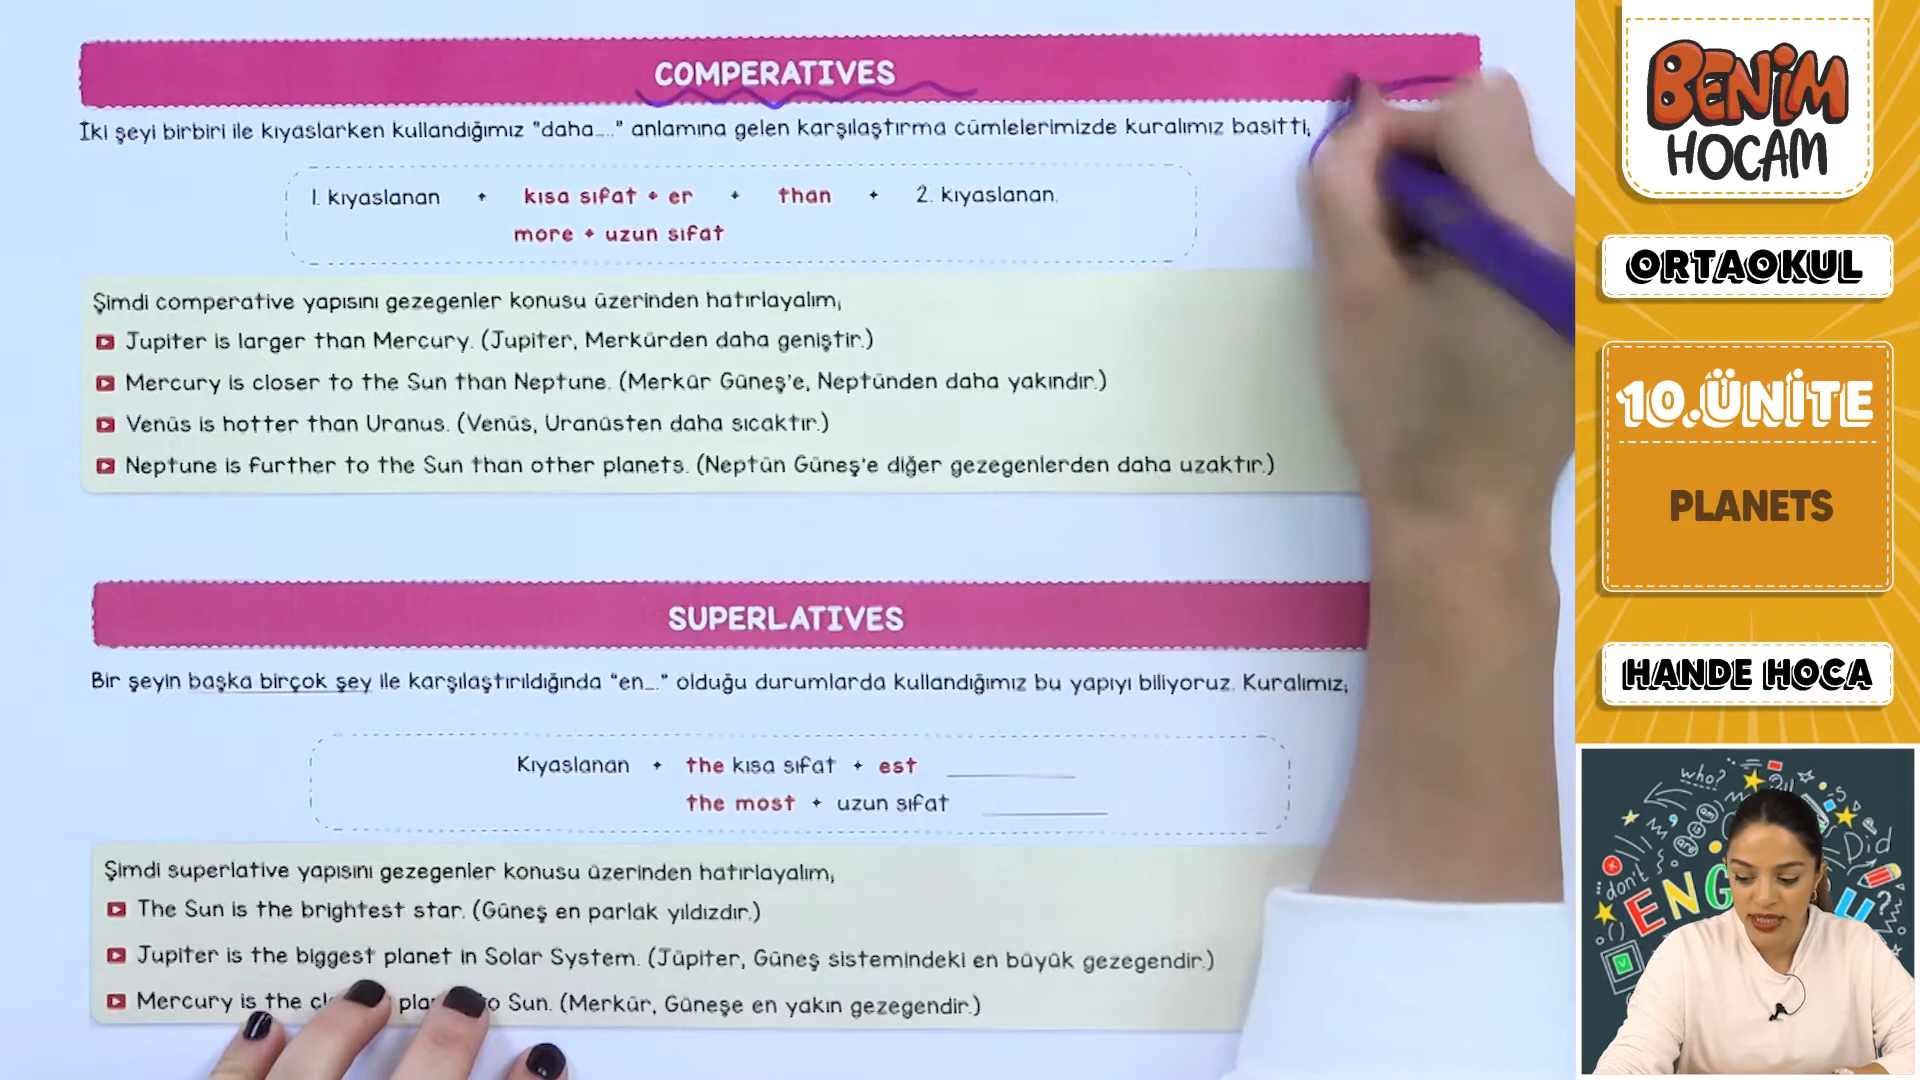 COMPERATIVES
İki şeyi birbiri ile kıyaslarken kullandığımız "daha....." anlamına gelen karşılaştırma cümlelerimizde kuralımız basitti;
1. kıyaslanan + kısa sıfat + er + than + 2. kıyaslanan.
more + uzun sıfat
Şimdi comperative yapısını gezegenler konusu üzerinden hatırlayalım;
Jupiter is larger than Mercury. (Jupiter, Merkürden daha geniştir.)
Mercury is closer to the Sun than Neptune. (Merkür Güneş'e, Neptünden daha yakındır.)
Venüs is hotter than Uranus. (Venüs, Uranüsten daha sıcaktır.)
Neptune is further to the Sun than other planets. (Neptün Güneş'e diğer gezegenlerden daha uzaktır.)
SUPERLATIVES
Bir şeyin başka birçok şey ile karşılaştırıldığında "en...." olduğu durumlarda kullandığımız bu yapıyı biliyoruz. Kuralımız;
Kıyaslanan + the kısa sıfat + est
the most + uzun sıfat
Şimdi superlative yapısını gezegenler konusu üzerinden hatırlayalım;
The Sun is the brightest star. (Güneş en parlak yıldızdır.)
Jupiter is the biggest planet in Solar System. (Jüpiter, Güneş sistemindeki en büyük gezegendir.)
Mercury is the to Sun. (Merkür, Güneşe en yakın gezegendir.)
BENİM
HOCAM
ORTAOKUL
10.ÜNİTE
PLANETS
HANDE HOCA
who?
are
Did
don't
ENG
U
?